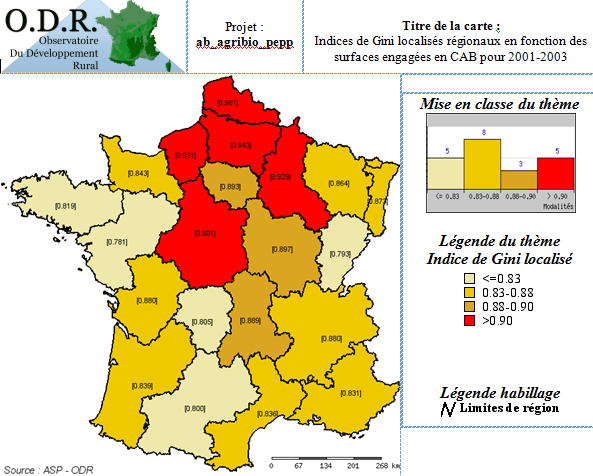 O.D.R.
Observatoire
Du Développement
Rural
Projet :
ab_agribio_pepp
Titre de la carte :
Indices de Gini localisés régionaux en fonction des
surfaces engagées en CAB pour 2001-2003
Mise en classe du thème
5
8
3
5
<= 0.83
0.83-0.88
0.88-0.90
> 0.90
Modalités
Légende du thème
Indice de Gini localisé
<=0.83
0.83-0.88
0.88-0.90
>0.90
Légende habillage
Limites de région
[0.981]
[0.943]
[0.931]
[0.929]
[0.843]
[0.893]
[0.864]
[0.877]
[0.819]
[0.781]
[0.901]
[0.897]
[0.793]
[0.880]
[0.805]
[0.889]
[0.880]
[0.839]
[0.800]
[0.836]
[0.831]
0 67 134 201 268 km
Source : ASP - ODR